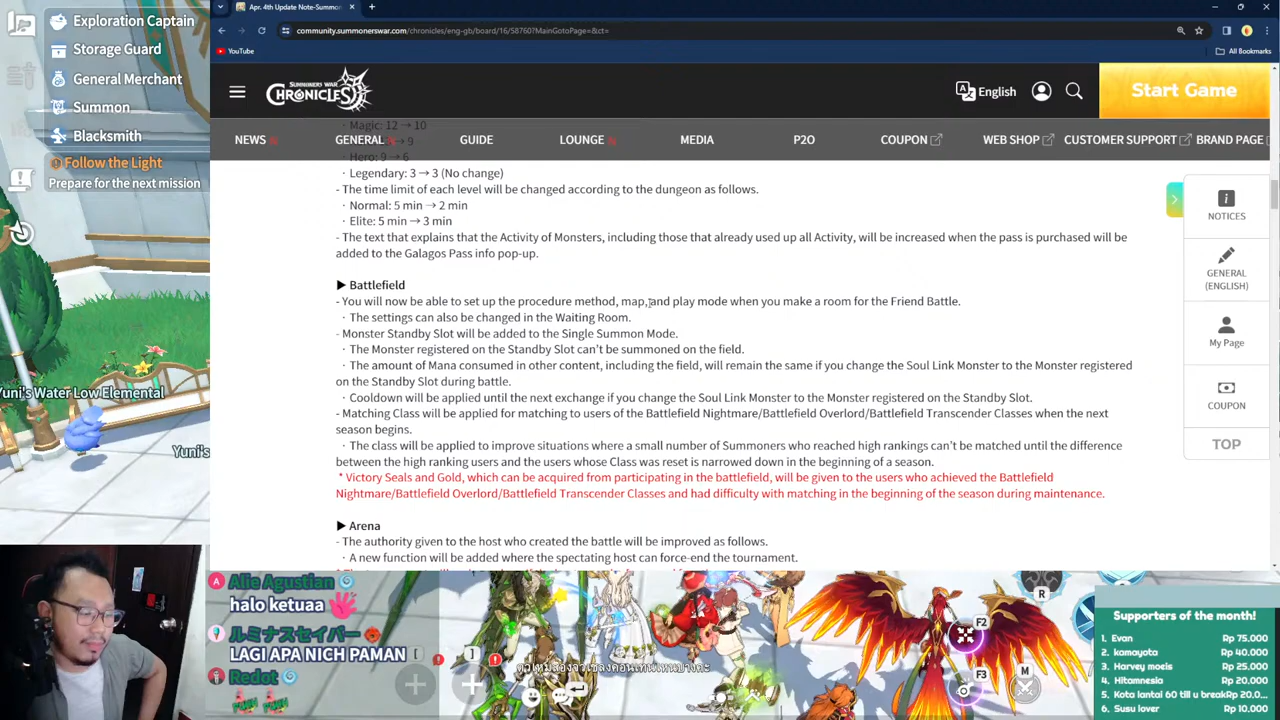 Exploration Captain
Storage Guard
General Merchant
Summon
Blacksmith
Follow the Light
Prepare for the next mission
Yuni's Water Low Elemental
Yuni's
Apr. 4th Update Note-Summon
community.summonerswar.com/chronicles/eng-gb/board/16/58760?MainGotoPage=&ct=
YouTube
All Bookmarks
SUMMONERS WAR
CHRONICLES
English
Start Game
NEWS
GENERAL
GUIDE
LOUNGE
MEDIA
P2O
COUPON
WEB SHOP
CUSTOMER SUPPORT
BRAND PAGE
· Magic: 12 → 10
→ 9
· Hero: 9 → 6
· Legendary: 3 → 3 (No change)
- The time limit of each level will be changed according to the dungeon as follows.
· Normal: 5 min → 2 min
· Elite: 5 min → 3 min
- The text that explains that the Activity of Monsters, including those that already used up all Activity, will be increased when the pass is purchased will be
added to the Galagos Pass info pop-up.
▶ Battlefield
- You will now be able to set up the procedure method, map, and play mode when you make a room for the Friend Battle.
· The settings can also be changed in the Waiting Room.
- Monster Standby Slot will be added to the Single Summon Mode.
· The Monster registered on the Standby Slot can't be summoned on the field.
· The amount of Mana consumed in other content, including the field, will remain the same if you change the Soul Link Monster to the Monster registered
on the Standby Slot during battle.
· Cooldown will be applied until the next exchange if you change the Soul Link Monster to the Monster registered on the Standby Slot.
- Matching Class will be applied for matching to users of the Battlefield Nightmare/Battlefield Overlord/Battlefield Transcender Classes when the next
season begins.
· The class will be applied to improve situations where a small number of Summoners who reached high rankings can't be matched until the difference
between the high ranking users and the users whose Class was reset is narrowed down in the beginning of a season.
* Victory Seals and Gold, which can be acquired from participating in the battlefield, will be given to the users who achieved the Battlefield
Nightmare/Battlefield Overlord/Battlefield Transcender Classes and had difficulty with matching in the beginning of the season during maintenance.
▶ Arena
- The authority given to the host who created the battle will be improved as follows.
· A new function will be added where the spectating host can force-end the tournament.
NOTICES
GENERAL
(ENGLISH)
My Page
COUPON
TOP
Alie Agustian
halo ketuaa
ルミナスセイバー
LAGI APA NICH PAMAN
Redot
[
]
R
F2
F3
M
Supporters of the month!
1. Evan Rp 75.000
2. kamayota Rp 40.000
3. Harvey moeis Rp 25.000
4. Hitamnesia Rp 20.000
5. Kota lantai 60 till u break Rp 20.0...
6. Susu lover Rp 10.000